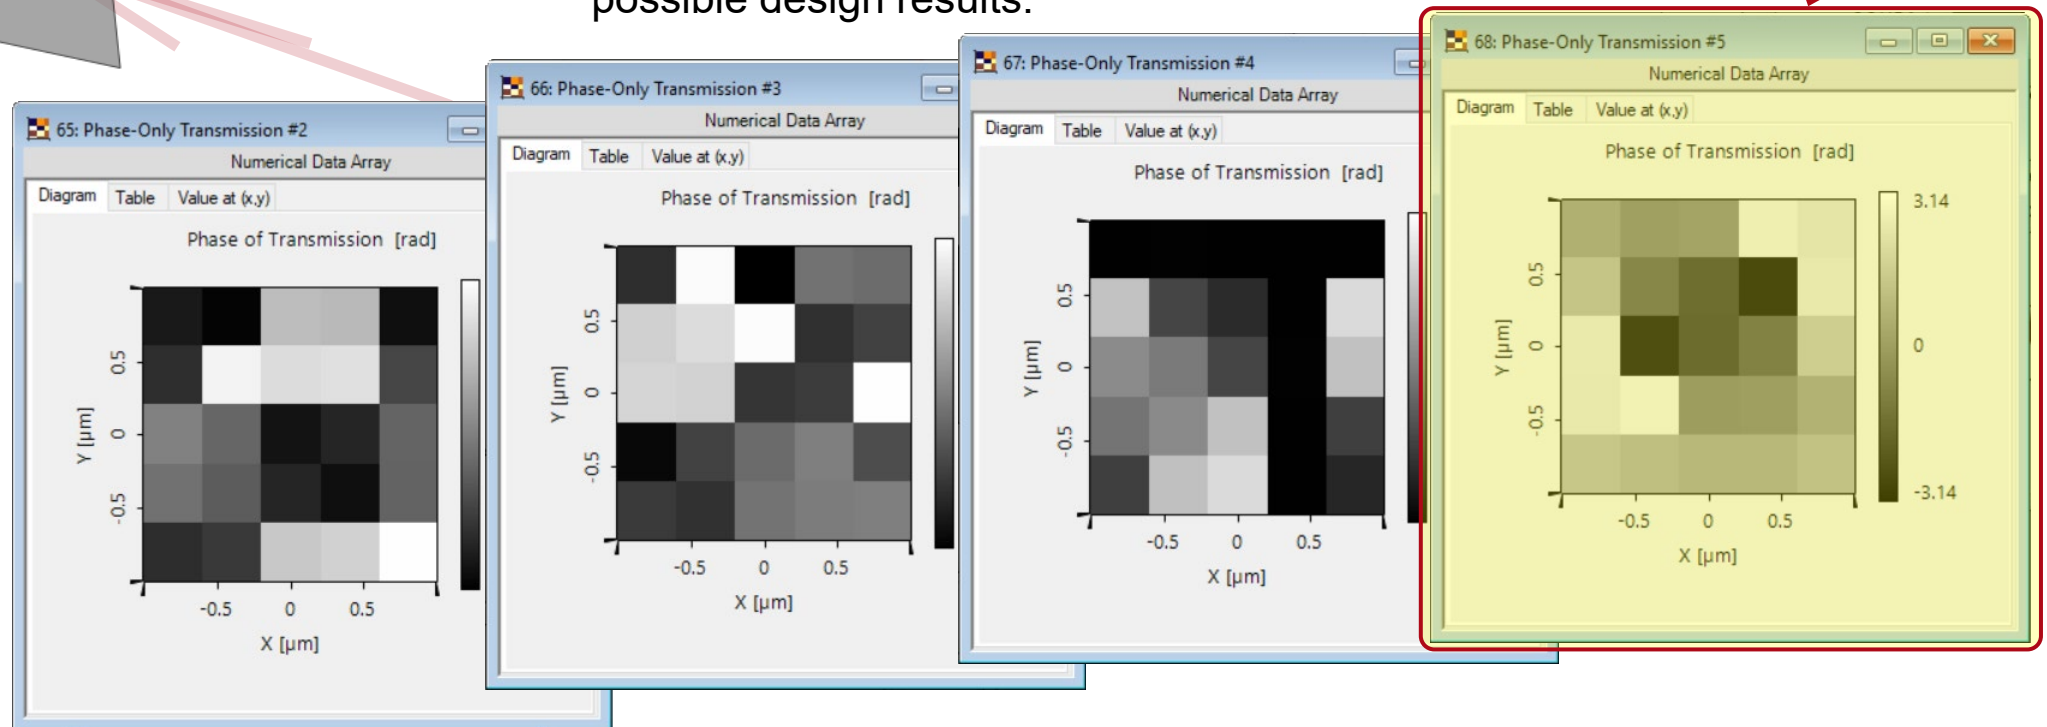 possible design results.
65: Phase-Only Transmission #2
Numerical Data Array
Diagram Table Value at (x,y)
Phase of Transmission [rad]
0.5
0
-0.5
Y [µm]
-0.5 0 0.5
X [µm]
66: Phase-Only Transmission #3
Numerical Data Array
Diagram Table Value at (x,y)
Phase of Transmission [rad]
0.5
0
-0.5
Y [µm]
-0.5 0 0.5
X [µm]
67: Phase-Only Transmission #4
Numerical Data Array
Diagram Table Value at (x,y)
Phase of Transmission [rad]
0.5
0
-0.5
Y [µm]
-0.5 0 0.5
X [µm]
68: Phase-Only Transmission #5
Numerical Data Array
Diagram Table Value at (x,y)
Phase of Transmission [rad]
3.14
0
-3.14
0.5
0
-0.5
Y [µm]
-0.5 0 0.5
X [µm]